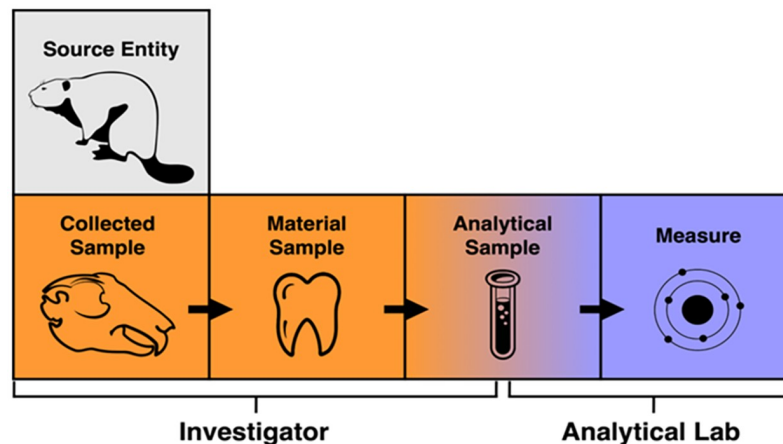 Source Entity
Collected
Sample
Material
Sample
Analytical
Sample
Measure
Investigator
Analytical Lab